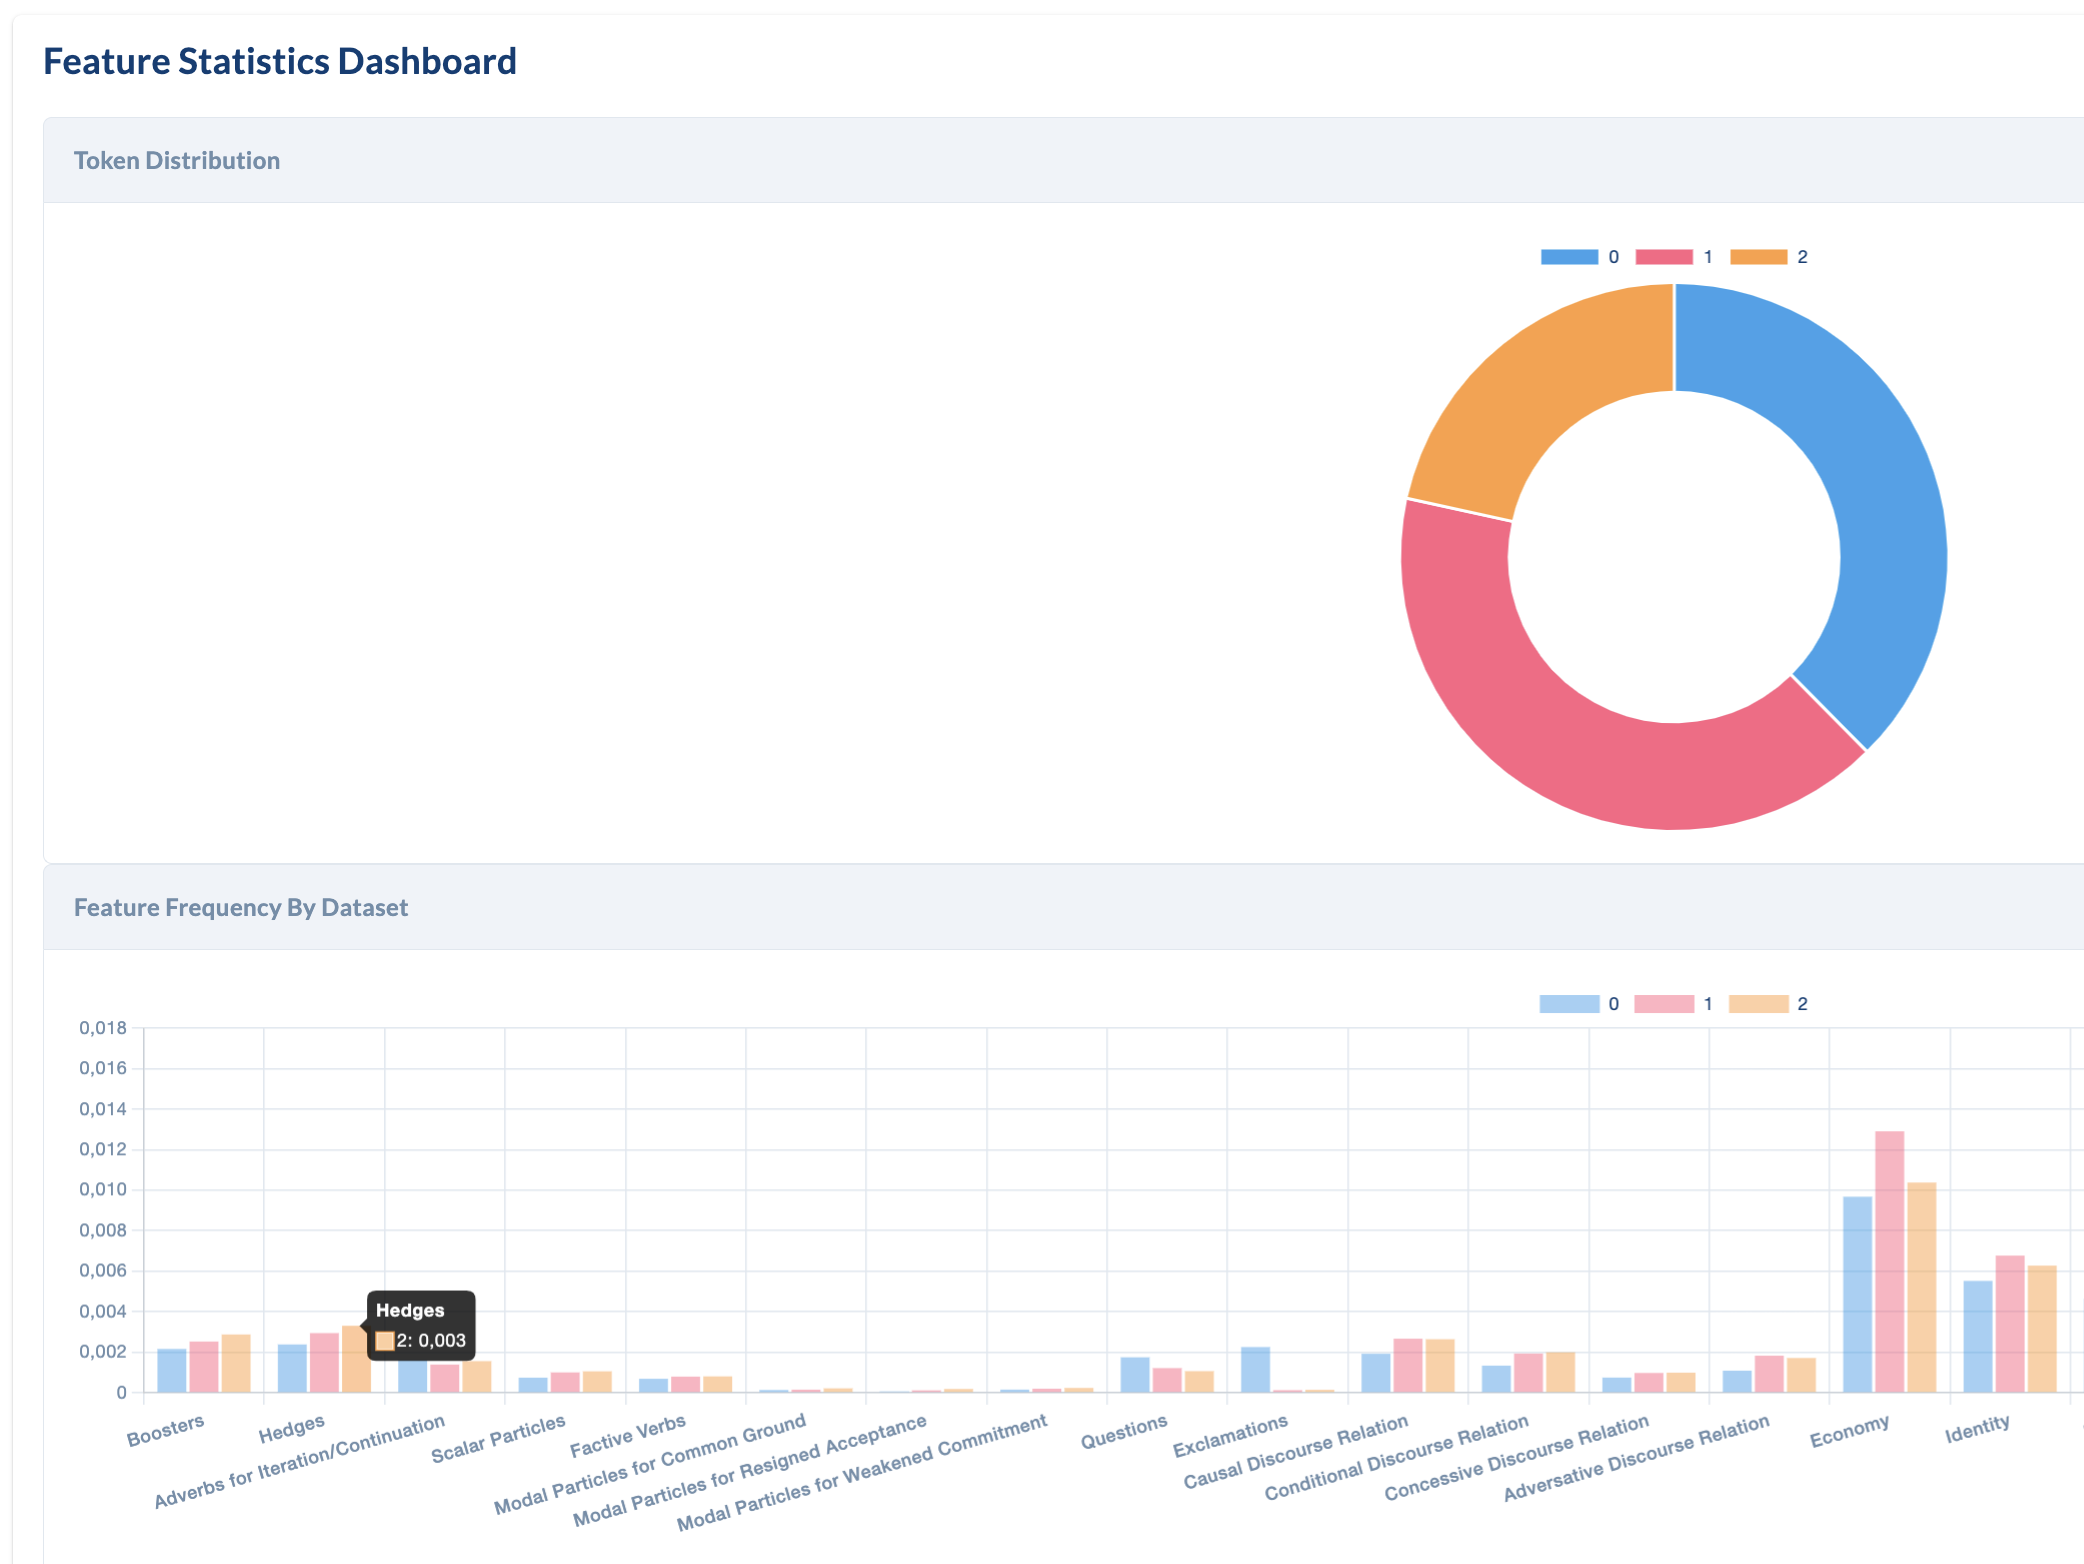 Feature Statistics Dashboard
Token Distribution
0 1 2
Feature Frequency By Dataset
0 1 2
0,018
0,016
0,014
0,012
0,010
0,008
0,006
0,004
0,002
0
Hedges
2: 0,003
Boosters
Hedges
Adverbs for Iteration/Continuation
Scalar Particles
Factive Verbs
Modal Particles for Common Ground
Modal Particles for Resigned Acceptance
Modal Particles for Weakened Commitment
Questions
Exclamations
Causal Discourse Relation
Conditional Discourse Relation
Concessive Discourse Relation
Adversative Discourse Relation
Economy
Identity